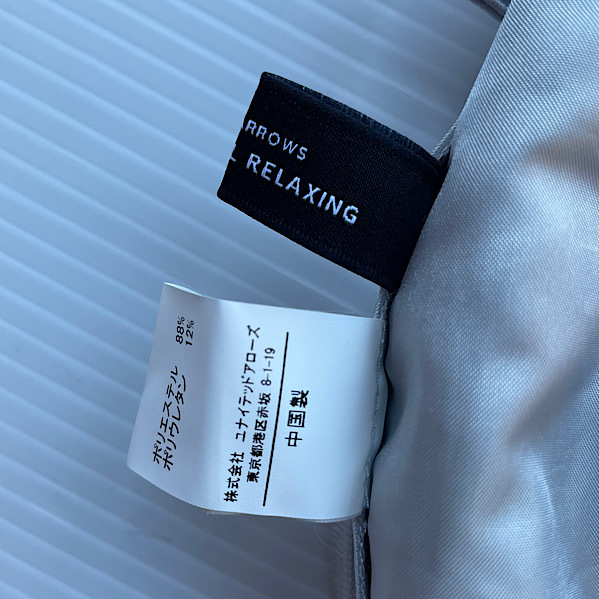 RROWS
RELAXING
ポリエステル 88%
ポリウレタン 12%
株式会社 ユナイテッドアローズ
東京都港区赤坂 8-1-19
中国製